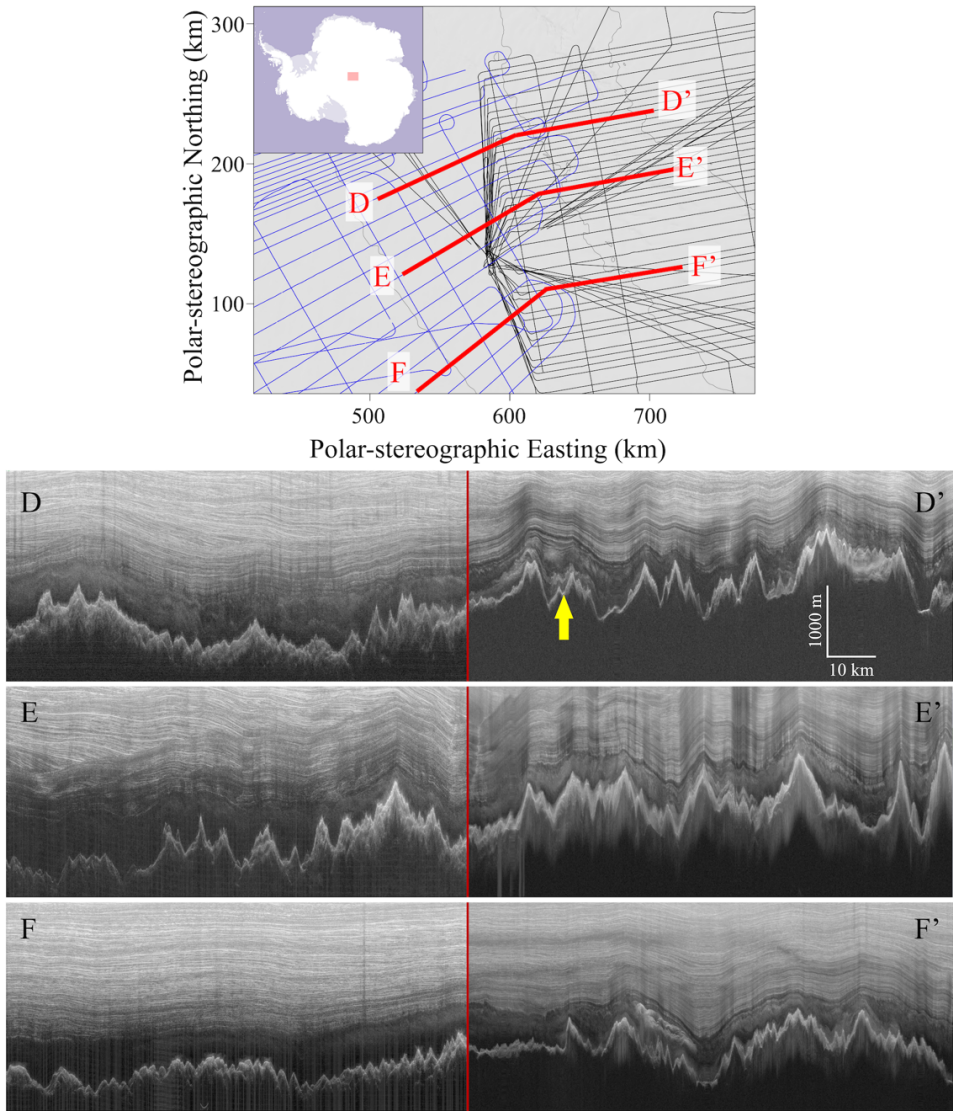 Polar-stereographic Northing (km)
300
200
100
D
D'
E
E'
F
F'
500
600
700
Polar-stereographic Easting (km)
D
D'
1000 m
10 km
E
E'
F
F'